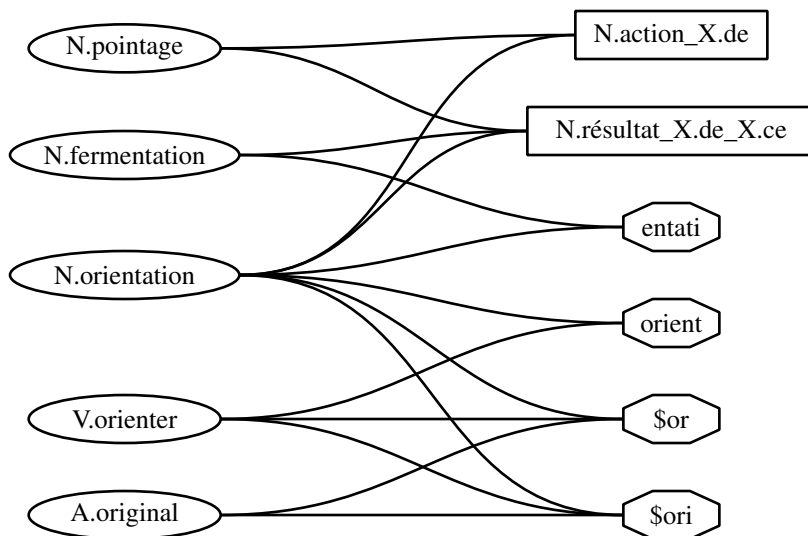 N.pointage
N.action_X.de
N.résultat_X.de_X.ce
N.fermentation
entati
N.orientation
orient
V.orienter
$or
A.original
$ori